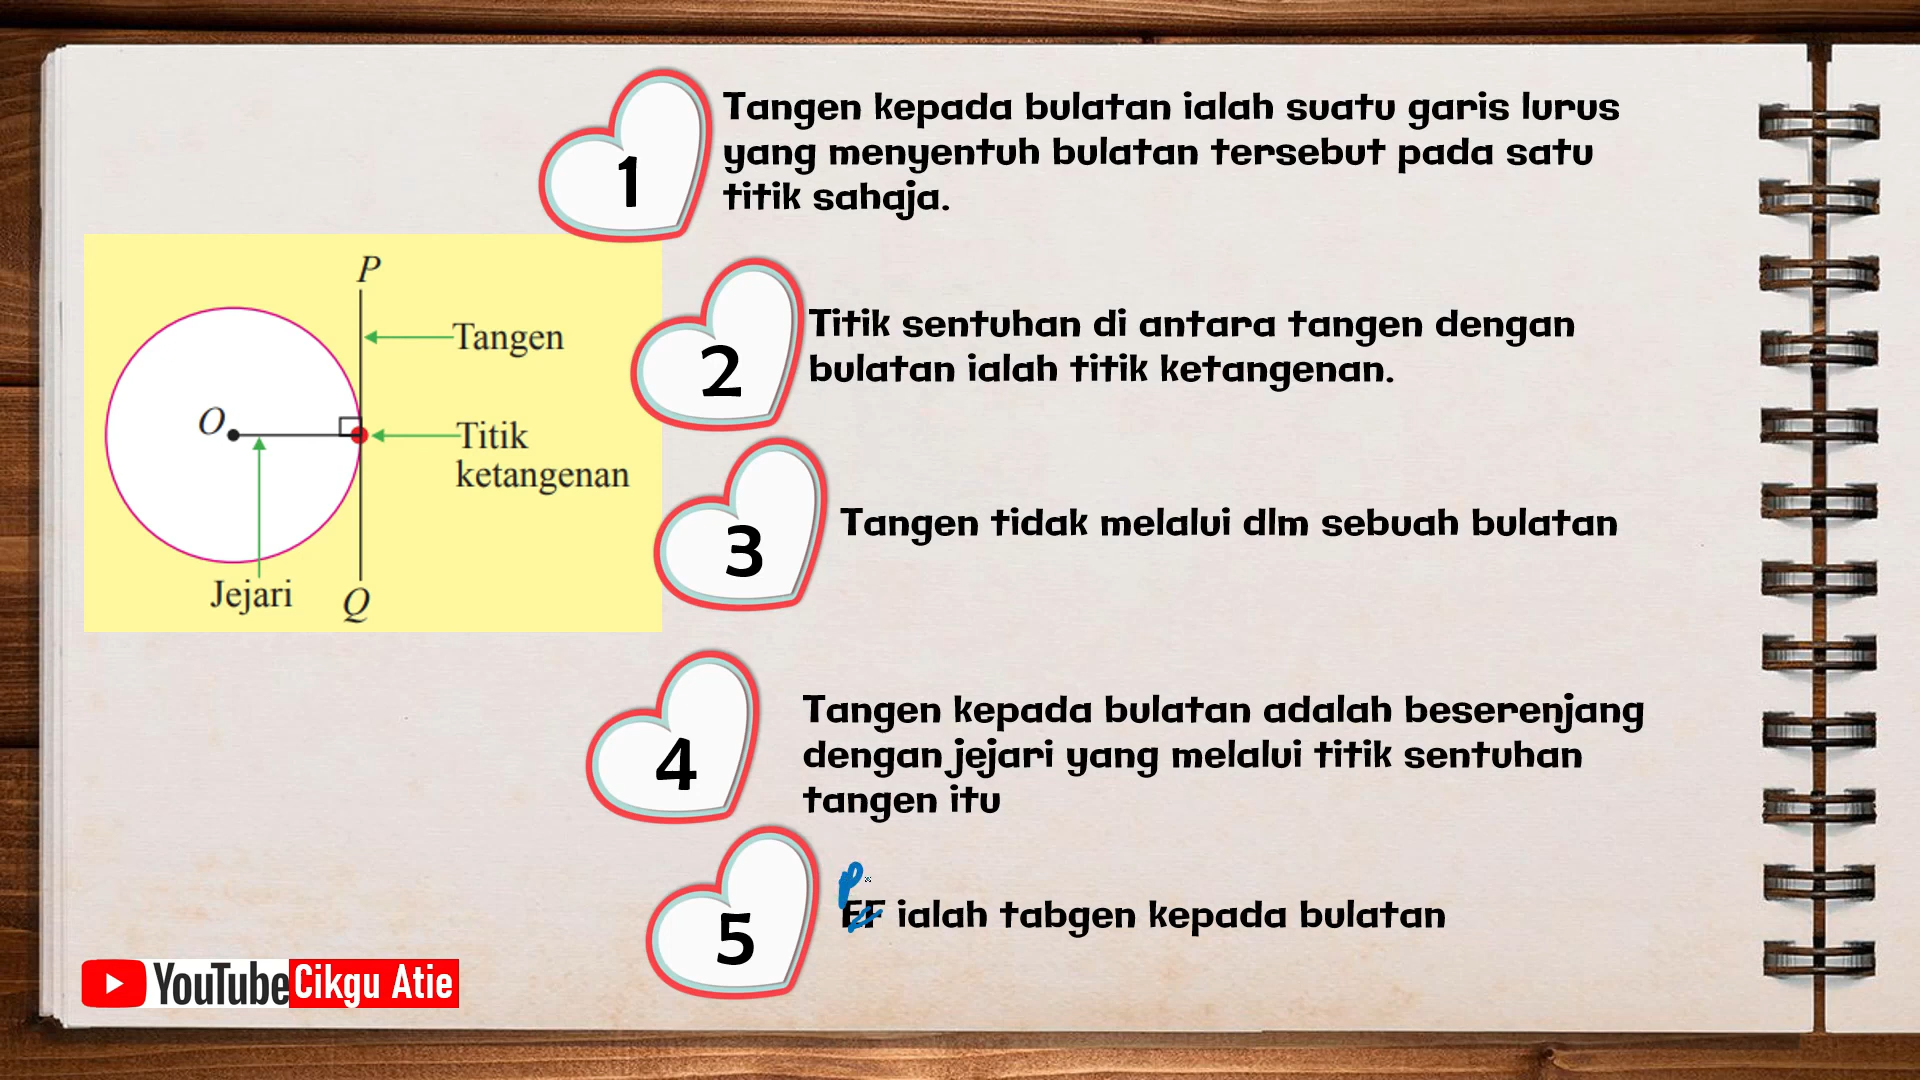 1
Tangen kepada bulatan ialah suatu garis lurus
yang menyentuh bulatan tersebut pada satu
titik sahaja.
P
Tangen
O
Titik
ketangenan
Jejari
Q
2
Titik sentuhan di antara tangen dengan
bulatan ialah titik ketangenan.
3
Tangen tidak melalui dlm sebuah bulatan
4
Tangen kepada bulatan adalah beserenjang
dengan jejari yang melalui titik sentuhan
tangen itu
P
5
EF ialah tabgen kepada bulatan
YouTube Cikgu Atie